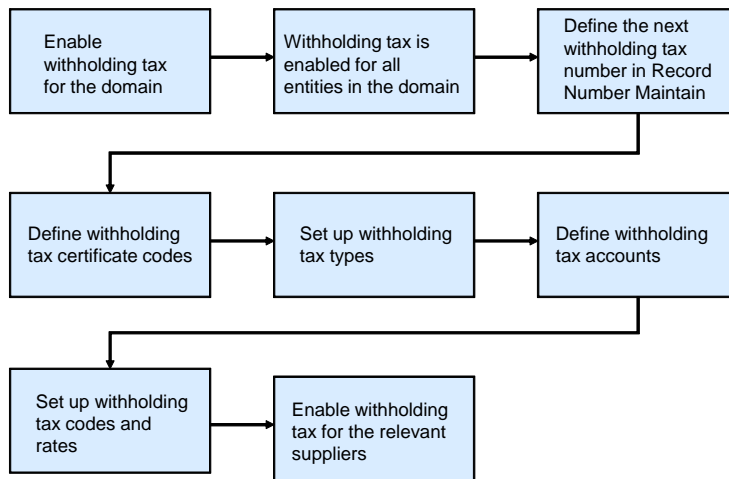 Enable
withholding tax
for the domain
Withholding tax is
enabled for all
entities in the domain
Define the next
withholding tax
number in Record
Number Maintain
Define withholding
tax certificate codes
Set up withholding
tax types
Define withholding
tax accounts
Set up withholding
tax codes and
rates
Enable withholding
tax for the relevant
suppliers